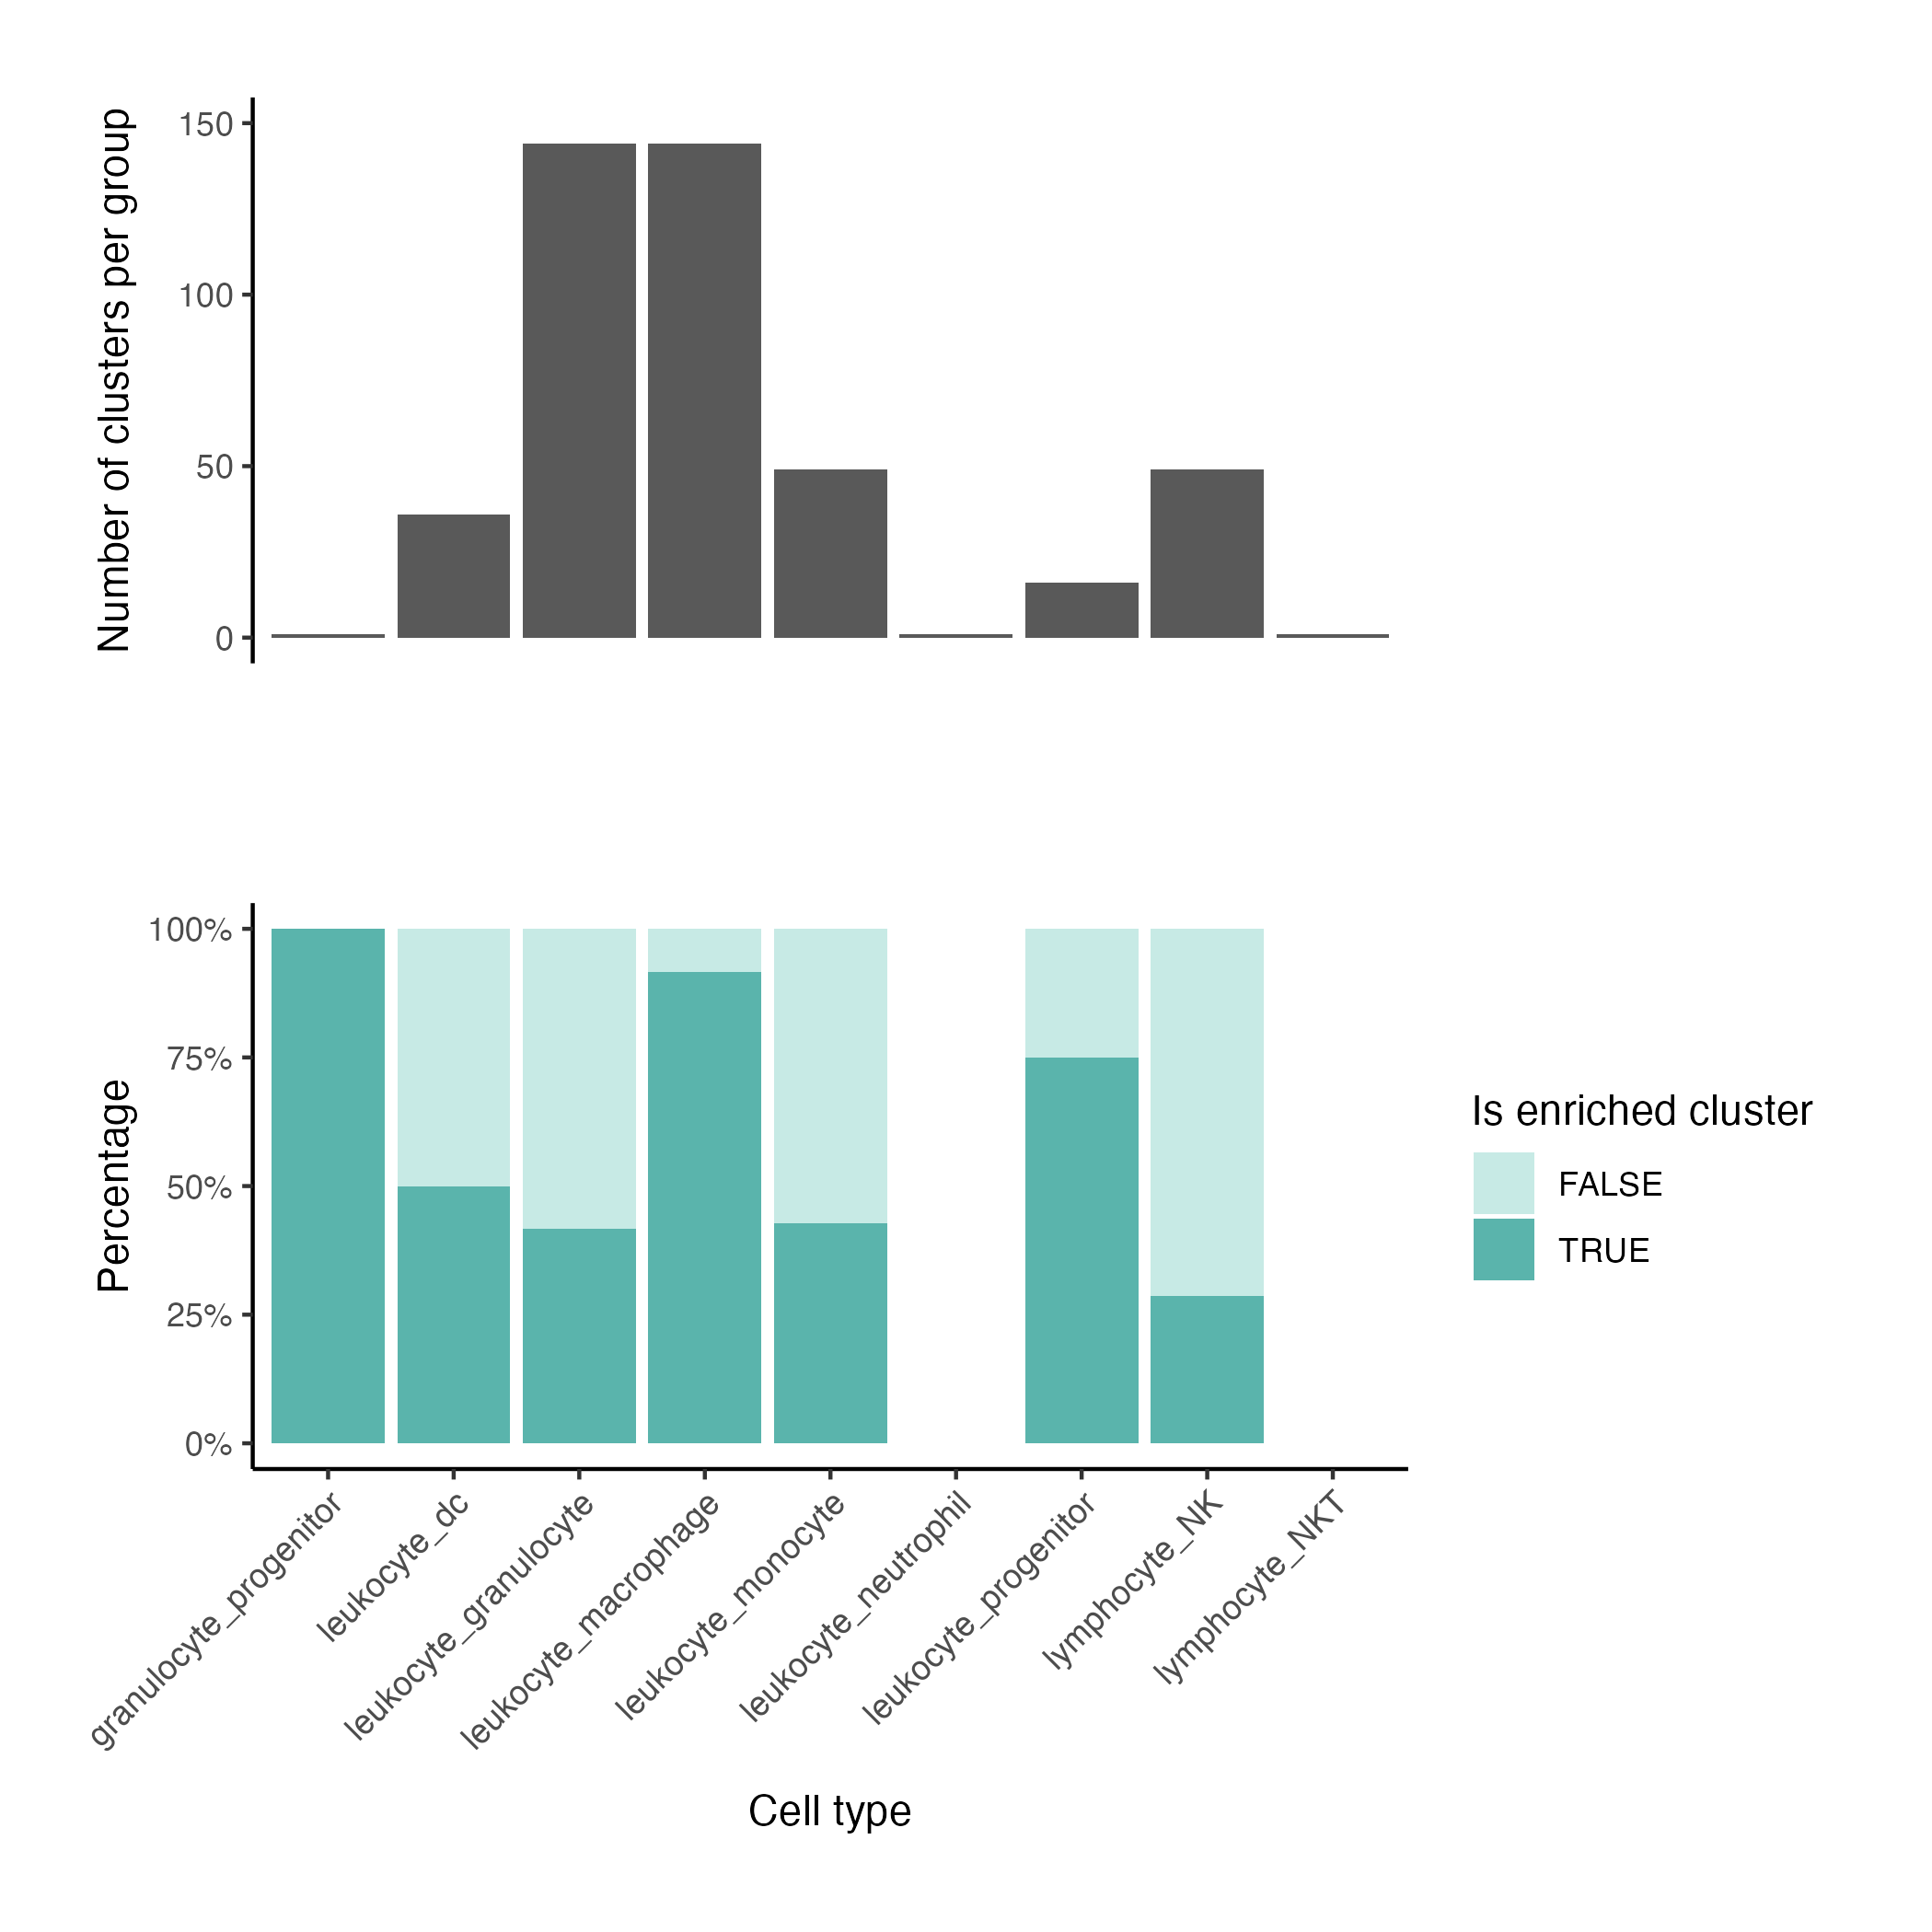 Number of clusters per group
150
100
50
0
Percentage
100%
75%
50%
25%
0%
granulocyte_progenitor
leukocyte_dc
leukocyte_granulocyte
leukocyte_macrophage
leukocyte_monocyte
leukocyte_neutrophil
leukocyte_progenitor
lymphocyte_NK
lymphocyte_NKT
Cell type
Is enriched cluster
FALSE
TRUE